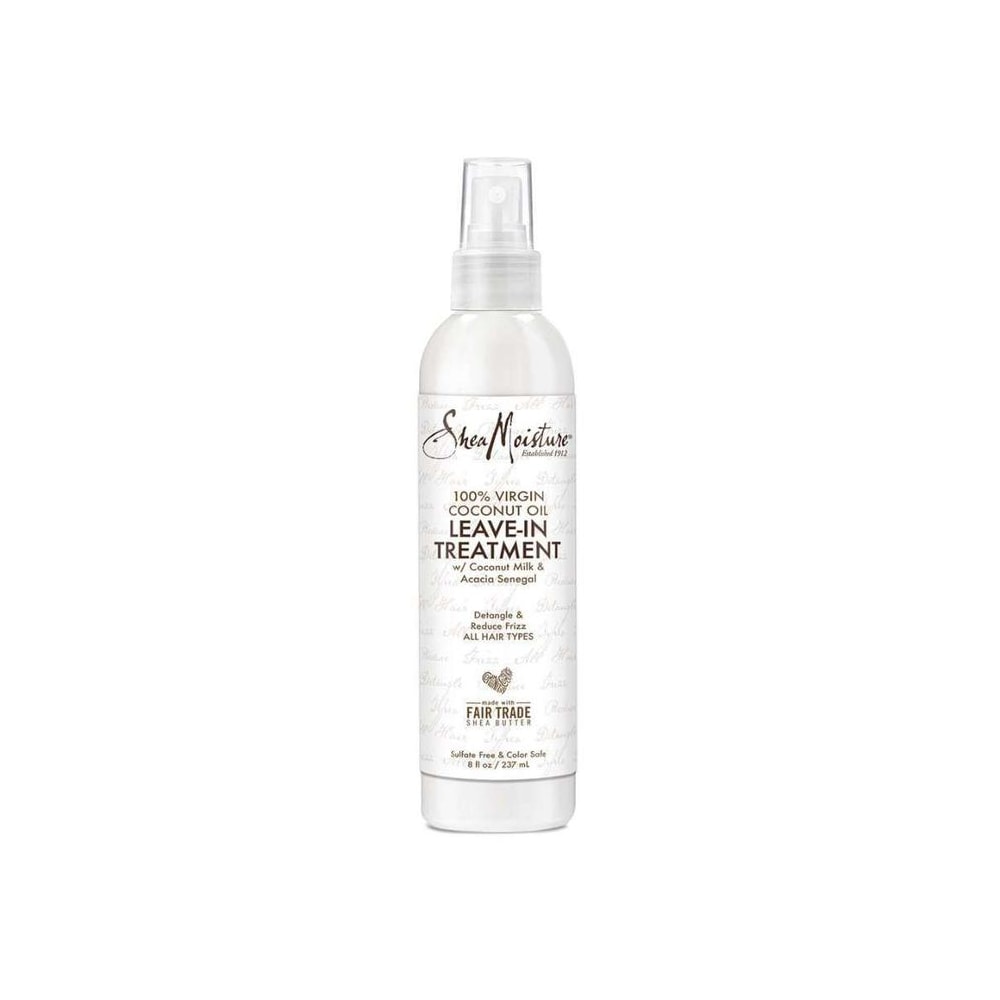 SheaMoisture™
Established 1912
100% VIRGIN
COCONUT OIL
LEAVE-IN
TREATMENT
w/ Coconut Milk &
Acacia Senegal
Detangle &
Reduce Frizz
ALL HAIR TYPES
made with
FAIR TRADE
SHEA BUTTER
Sulfate Free & Color Safe
8 fl oz / 237 mL